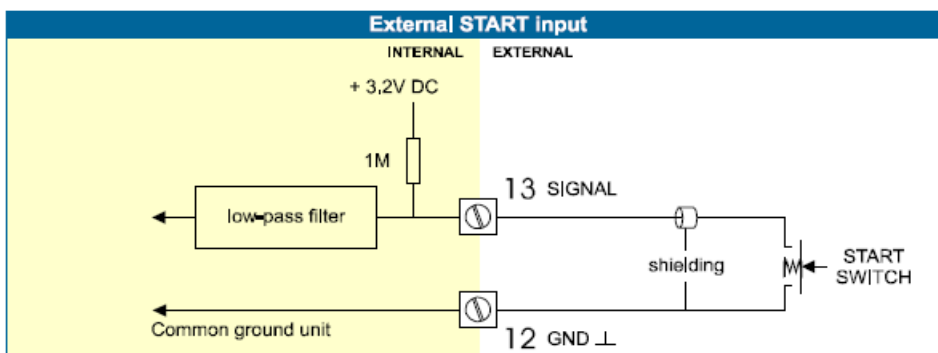 External START input
INTERNAL EXTERNAL
+ 3,2V DC
1M
13 SIGNAL
low-pass filter
shielding
START
SWITCH
Common ground unit
12 GND ⊥